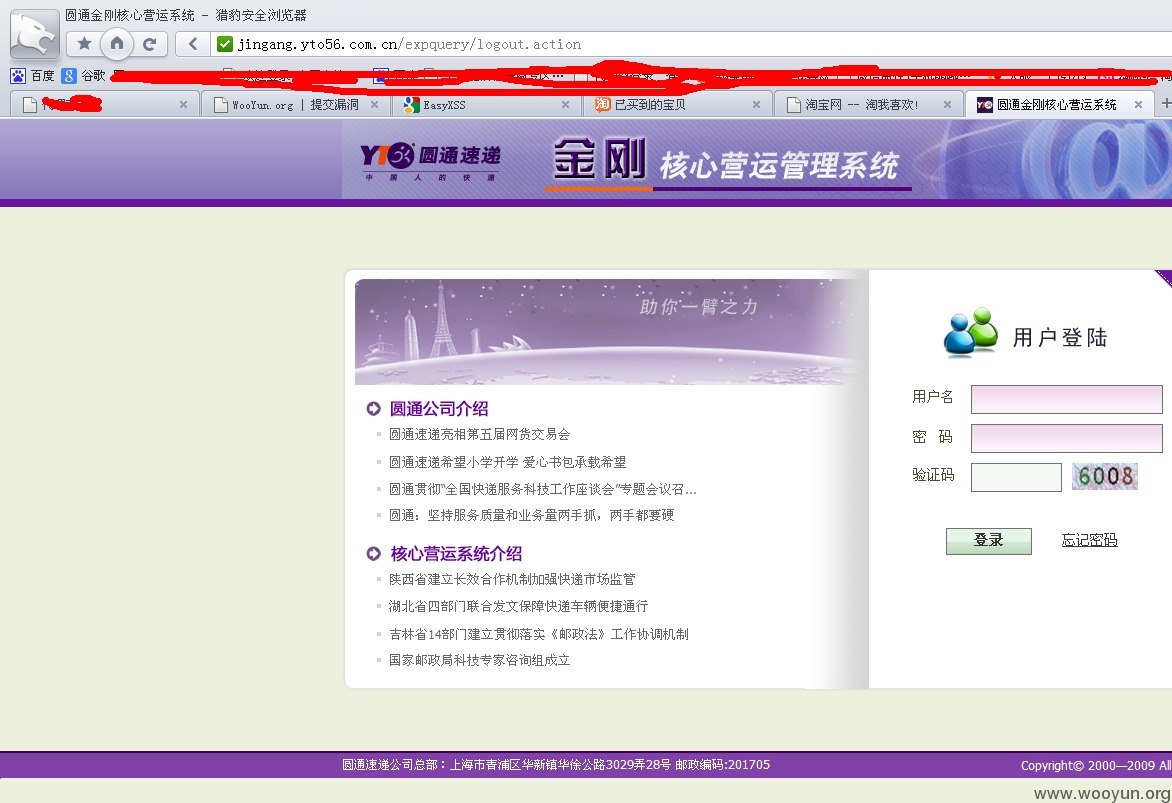 圆通金刚核心营运系统 - 猎豹安全浏览器
jingang.yto56.com.cn/expquery/logout.action
百度 谷歌
WooYun.org | 提交漏洞
EasyXSS
已买到的宝贝
淘宝网 -- 淘我喜欢!
圆通金刚核心营运系统
YTO 圆通速递
中国人的快递
金刚 核心营运管理系统
助你一臂之力
圆通公司介绍
圆通速递亮相第五届网货交易会
圆通速递希望小学开学 爱心书包承载希望
圆通贯彻“全国快递服务科技工作座谈会”专题会议召...
圆通：坚持服务质量和业务量两手抓，两手都要硬
核心营运系统介绍
陕西省建立长效合作机制加强快递市场监管
湖北省四部门联合发文保障快递车辆便捷通行
吉林省14部门建立贯彻落实《邮政法》工作协调机制
国家邮政局科技专家咨询组成立
用户登陆
用户名
密 码
验证码 6008
登录 忘记密码
圆通速递公司总部：上海市青浦区华新镇华徐公路3029弄28号 邮政编码:201705
Copyright© 2000—2009 All
www.wooyun.org